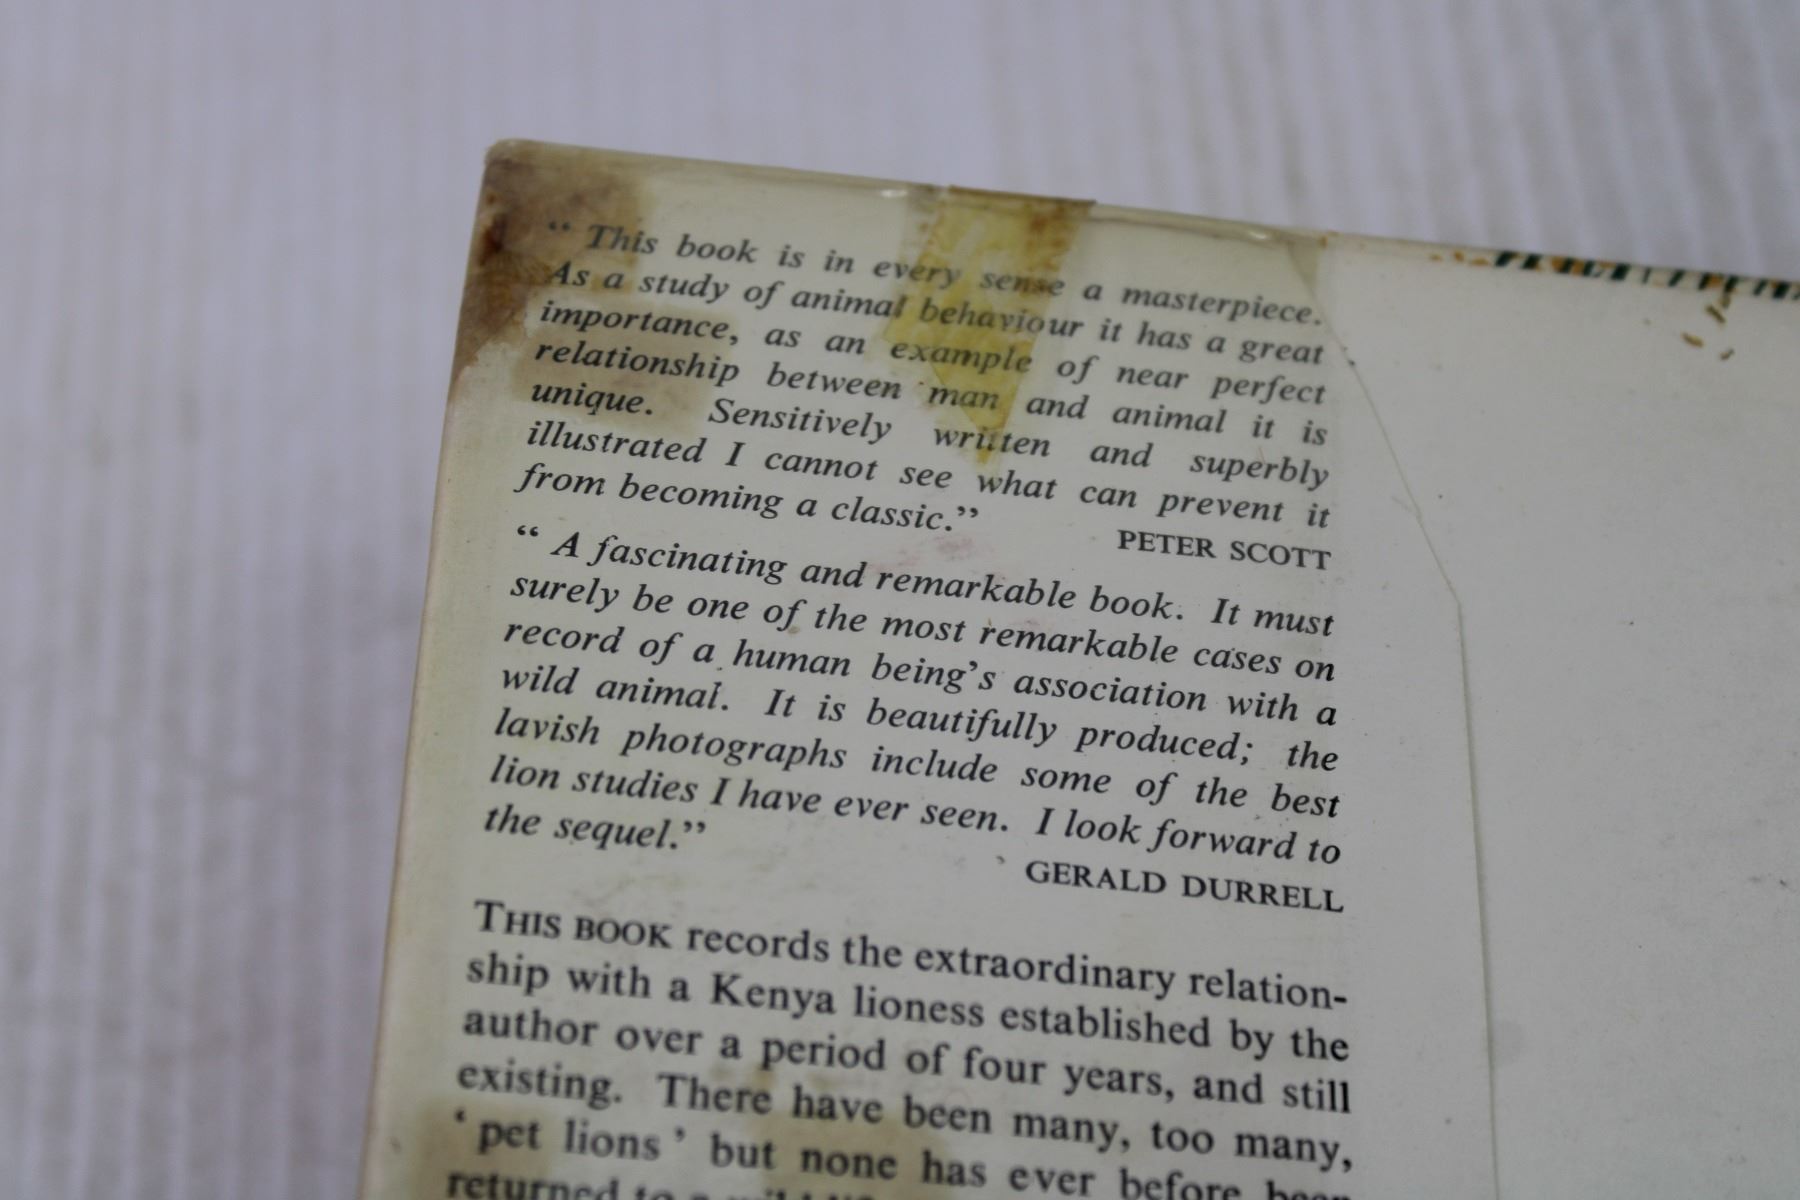 “ This book is in every sense a masterpiece.
As a study of animal behaviour it has a great
importance, as an example of near perfect
relationship between man and animal it is
unique. Sensitively written and superbly
illustrated I cannot see what can prevent it
from becoming a classic.”
PETER SCOTT
“ A fascinating and remarkable book. It must
surely be one of the most remarkable cases on
record of a human being’s association with a
wild animal. It is beautifully produced; the
lavish photographs include some of the best
lion studies I have ever seen. I look forward to
the sequel.”
GERALD DURRELL
THIS BOOK records the extraordinary relation-
ship with a Kenya lioness established by the
author over a period of four years, and still
existing. There have been many, too many,
‘ pet lions ’ but none has ever before been
returned to a